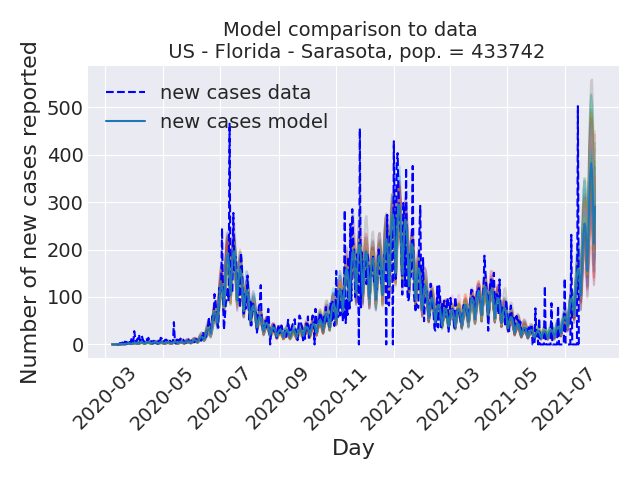 Model comparison to data
US - Florida - Sarasota, pop. = 433742
Number of new cases reported
500
400
300
200
100
0
new cases data
new cases model
2020-03
2020-05
2020-07
2020-09
2020-11
2021-01
2021-03
2021-05
2021-07
Day